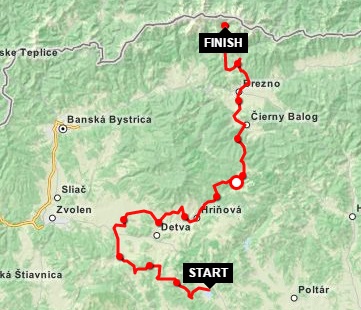 FINISH
ske Teplice
Brezno
Banská Bystrica
Čierny Balog
Sliač
Zvolen
Hriňová
Detva
ká Štiavnica
START
Poltár
H